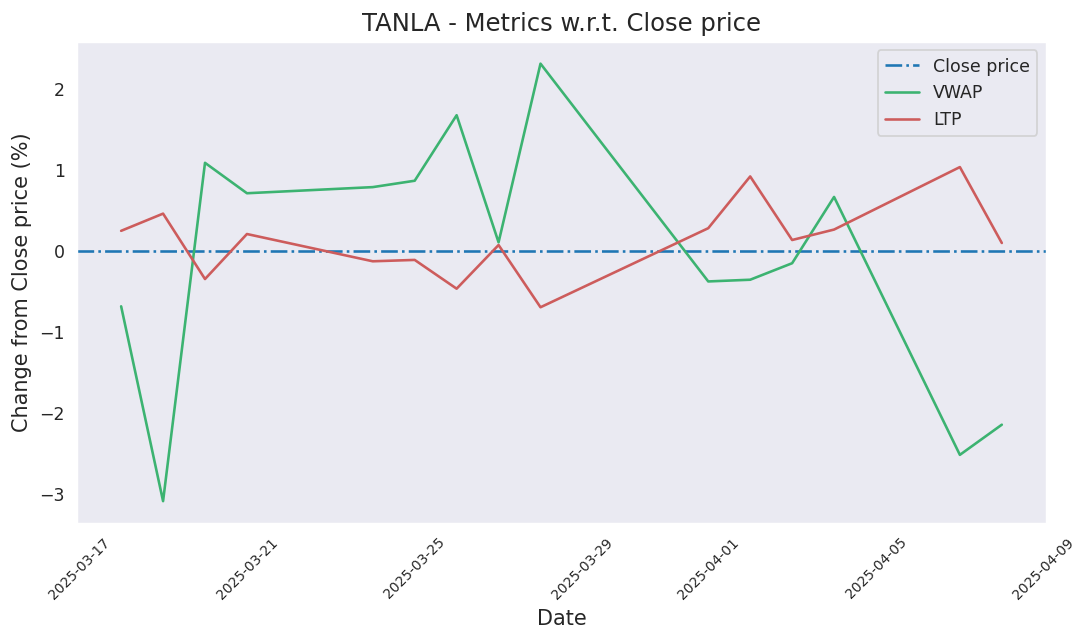 TANLA - Metrics w.r.t. Close price
Close price
VWAP
LTP
Change from Close price (%)
2
1
0
−1
−2
−3
2025-03-17
2025-03-21
2025-03-25
2025-03-29
2025-04-01
2025-04-05
2025-04-09
Date